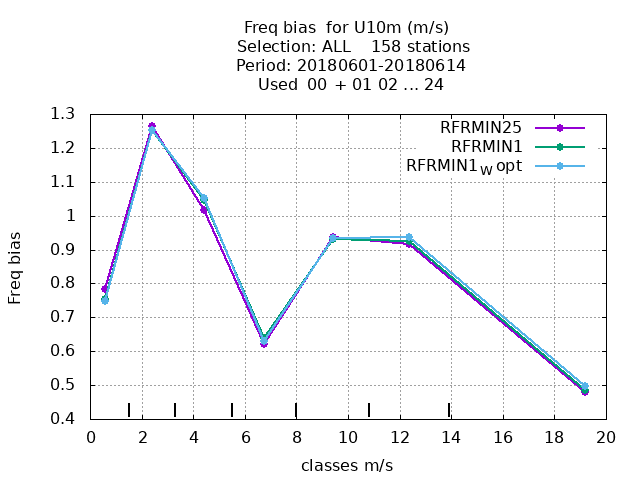 Freq bias  for U10m (m/s)
Selection: ALL    158 stations
Period: 20180601-20180614
Used  00  + 01 02 ... 24
RFRMIN25
RFRMIN1
RFRMIN1W opt
1.3
1.2
1.1
1
0.9
0.8
0.7
0.6
0.5
0.4
Freq bias
0 2 4 6 8 10 12 14 16 18 20
classes m/s